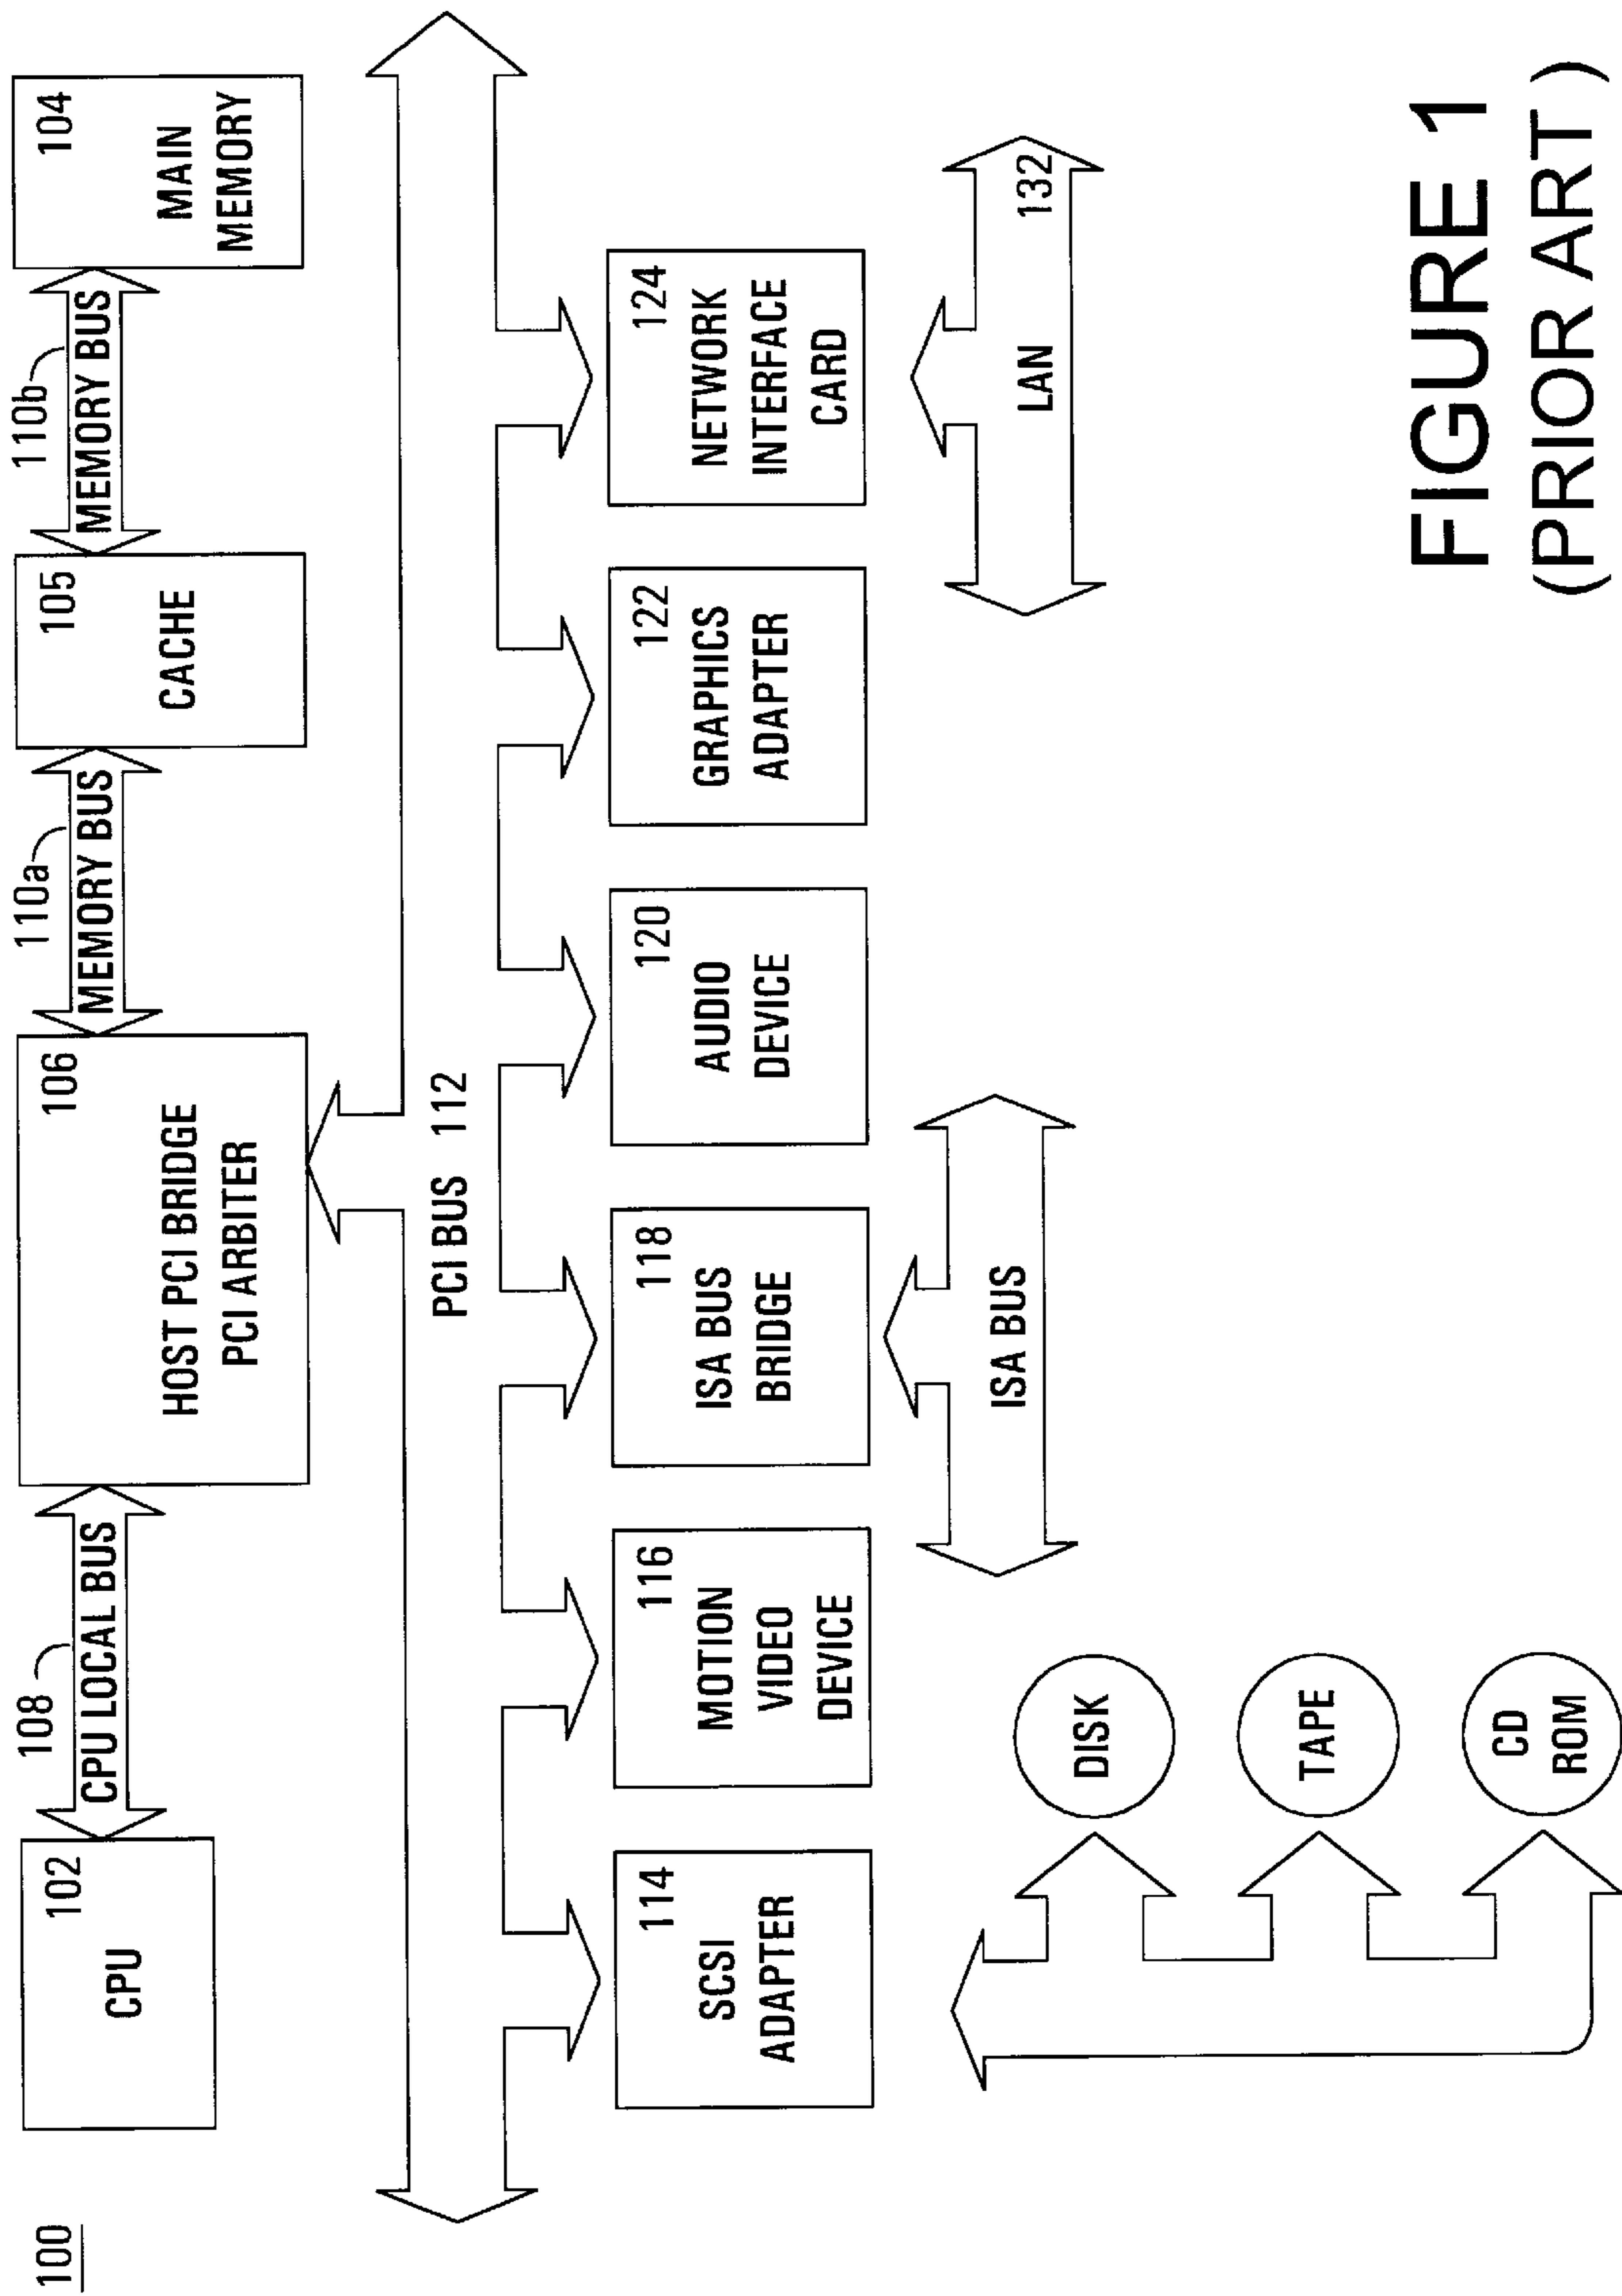 100
102
CPU
108
CPU LOCAL BUS
106
HOST PCI BRIDGE
PCI ARBITER
110a
MEMORY BUS
105
CACHE
110b
MEMORY BUS
104
MAIN
MEMORY
PCI BUS 112
114
SCSI
ADAPTER
116
MOTION
VIDEO
DEVICE
118
ISA BUS
BRIDGE
120
AUDIO
DEVICE
122
GRAPHICS
ADAPTER
124
NETWORK
INTERFACE
CARD
DISK
TAPE
CD
ROM
ISA BUS
LAN 132
FIGURE 1
(PRIOR ART )